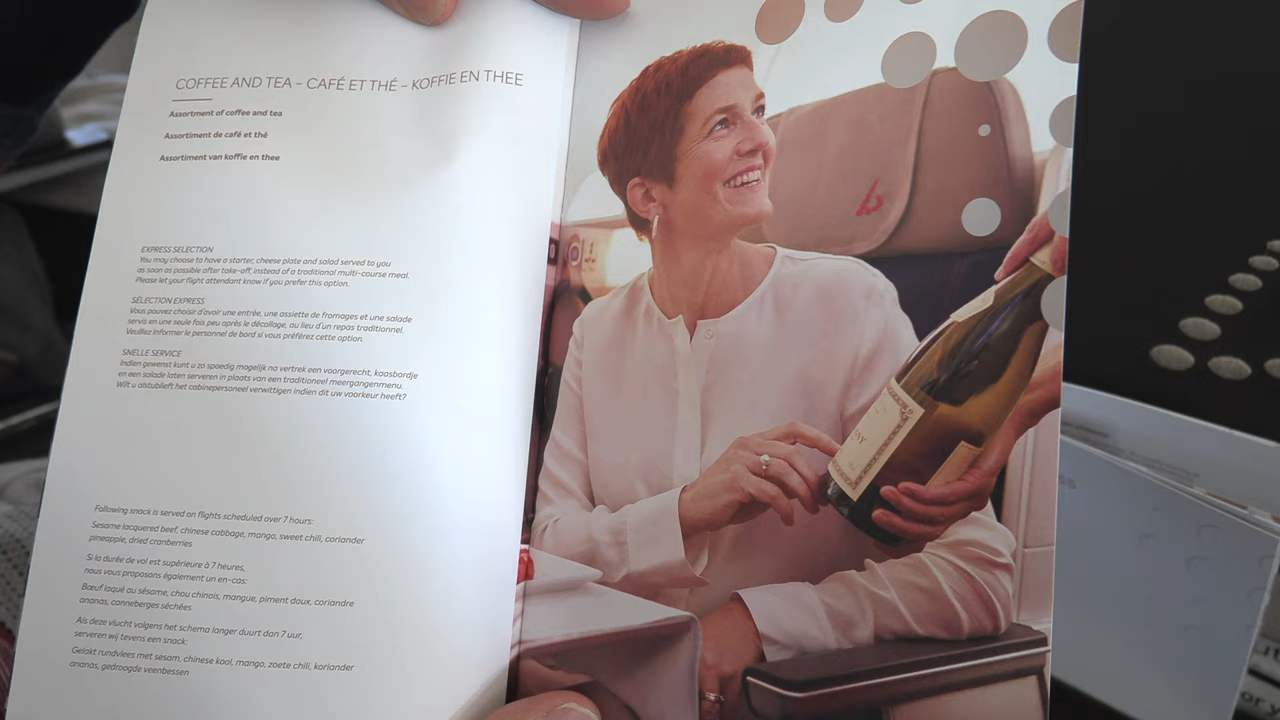 COFFEE AND TEA – CAFÉ ET THÉ – KOFFIE EN THEE
Assortment of coffee and tea
Assortiment de café et thé
Assortiment van koffie en thee
EXPRESS SELECTION
You may choose to have a starter, cheese plate and salad served to you
as soon as possible after take-off, instead of a traditional multi-course meal.
Please let your flight attendant know if you prefer this option.
SÉLECTION EXPRESS
Vous pouvez choisir d'avoir une entrée, une assiette de fromages et une salade
servis en une seule fois peu après le décollage, au lieu d'un repas traditionnel.
Veuillez informer le personnel de bord si vous préférez cette option.
SNELLE SERVICE
Indien gewenst kunt u zo spoedig mogelijk na vertrek een voorgerecht, kaasbordje
en een salade laten serveren in plaats van een traditioneel meergangenmenu.
Wilt u alstublieft het cabinepersoneel verwittigen indien dit uw voorkeur heeft?
Following snack is served on flights scheduled over 7 hours:
Sesame lacquered beef, chinese cabbage, mango, sweet chili, coriander
pineapple, dried cranberries
Si la durée de vol est supérieure à 7 heures,
nous vous proposons également un en-cas:
Bœuf laqué au sésame, chou chinois, mangue, piment doux, coriandre
ananas, canneberges séchées
Als deze vlucht volgens het schema langer duurt dan 7 uur,
serveren wij tevens een snack:
Gelakt rundvlees met sesam, chinese kool, mango, zoete chili, koriander
ananas, gedroogde veenbessen